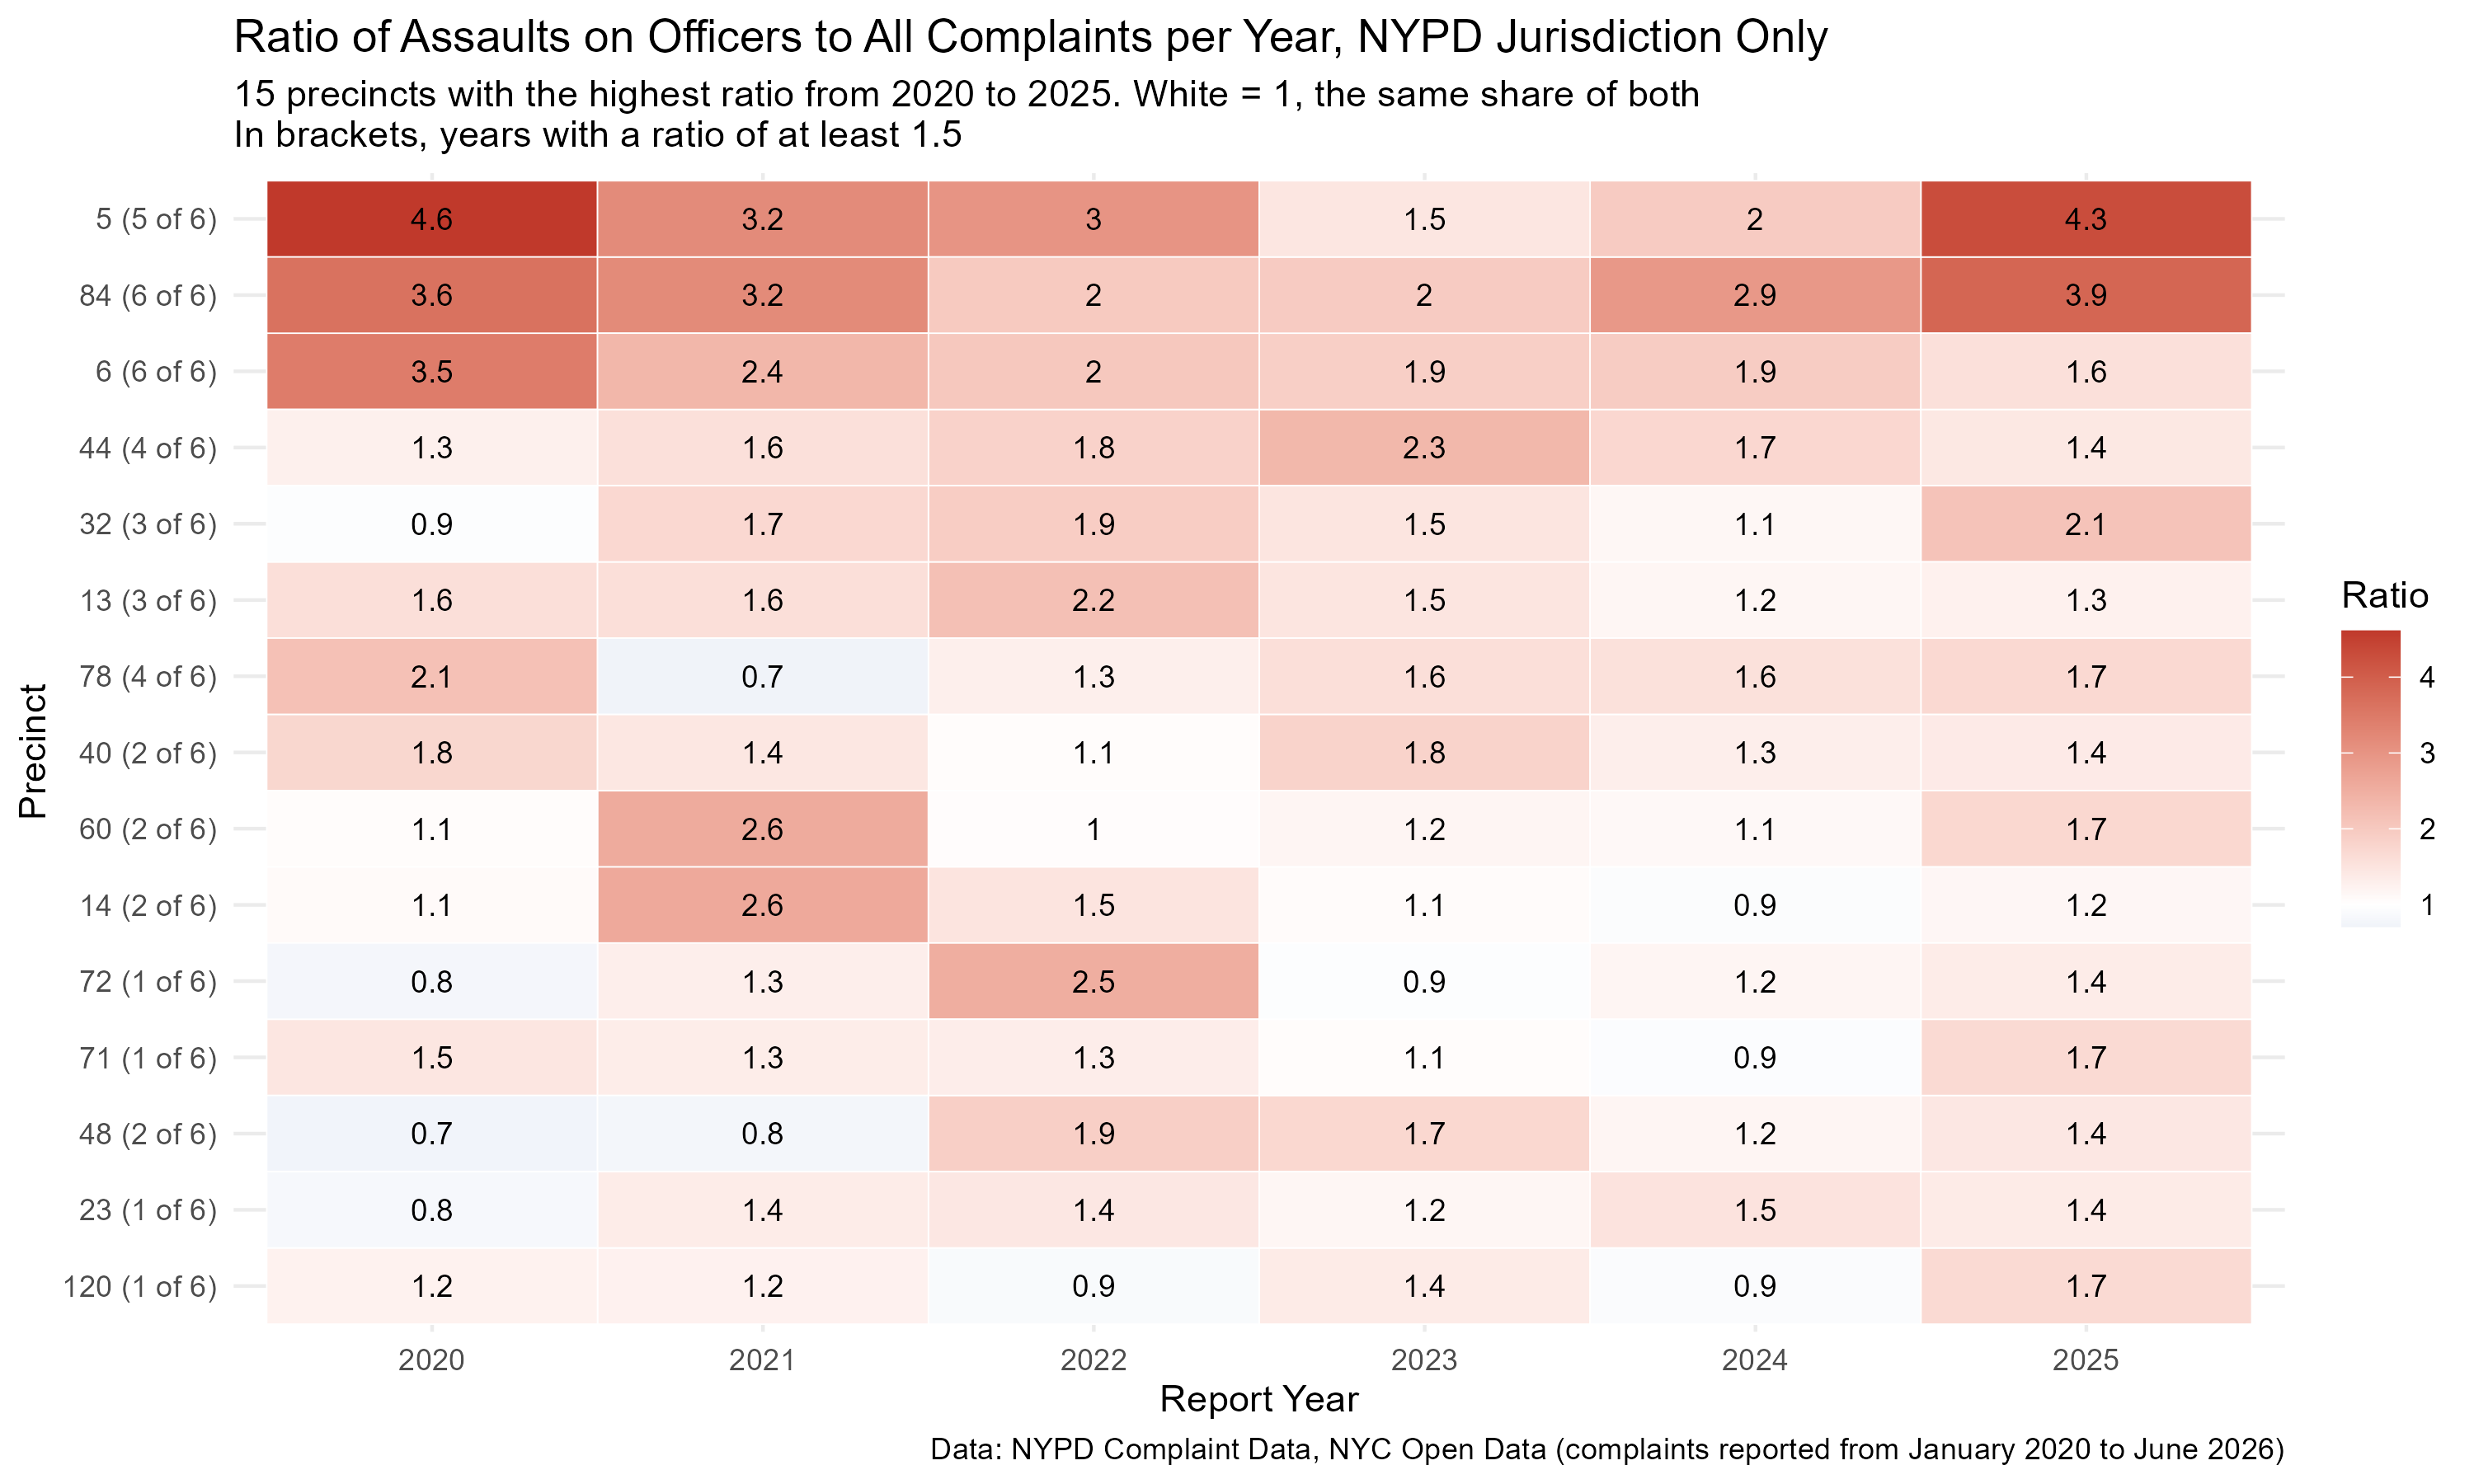 Ratio of Assaults on Officers to All Complaints per Year, NYPD Jurisdiction Only
15 precincts with the highest ratio from 2020 to 2025. White = 1, the same share of both
In brackets, years with a ratio of at least 1.5
Precinct
5 (5 of 6) 4.6 3.2 3 1.5 2 4.3
84 (6 of 6) 3.6 3.2 2 2 2.9 3.9
6 (6 of 6) 3.5 2.4 2 1.9 1.9 1.6
44 (4 of 6) 1.3 1.6 1.8 2.3 1.7 1.4
32 (3 of 6) 0.9 1.7 1.9 1.5 1.1 2.1
13 (3 of 6) 1.6 1.6 2.2 1.5 1.2 1.3
78 (4 of 6) 2.1 0.7 1.3 1.6 1.6 1.7
40 (2 of 6) 1.8 1.4 1.1 1.8 1.3 1.4
60 (2 of 6) 1.1 2.6 1 1.2 1.1 1.7
14 (2 of 6) 1.1 2.6 1.5 1.1 0.9 1.2
72 (1 of 6) 0.8 1.3 2.5 0.9 1.2 1.4
71 (1 of 6) 1.5 1.3 1.3 1.1 0.9 1.7
48 (2 of 6) 0.7 0.8 1.9 1.7 1.2 1.4
23 (1 of 6) 0.8 1.4 1.4 1.2 1.5 1.4
120 (1 of 6) 1.2 1.2 0.9 1.4 0.9 1.7
2020 2021 2022 2023 2024 2025
Report Year
Ratio
4
3
2
1
Data: NYPD Complaint Data, NYC Open Data (complaints reported from January 2020 to June 2026)